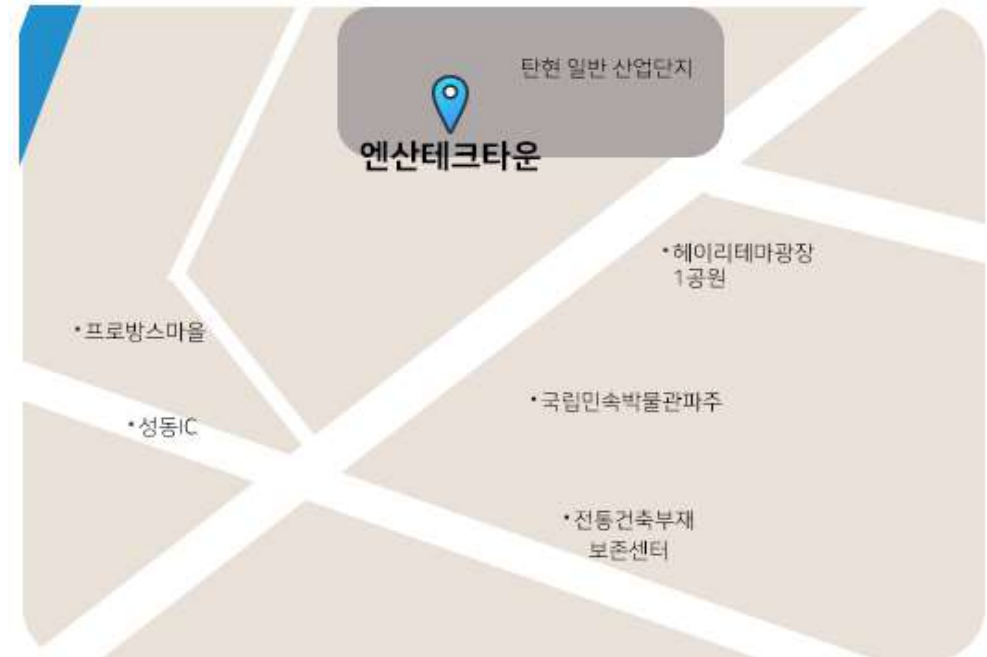 탄현 일반 산업단지
엔산테크타운
•헤이리테마광장
1공원
•프로방스마을
•국립민속박물관파주
•성동IC
•전통건축부재
보존센터